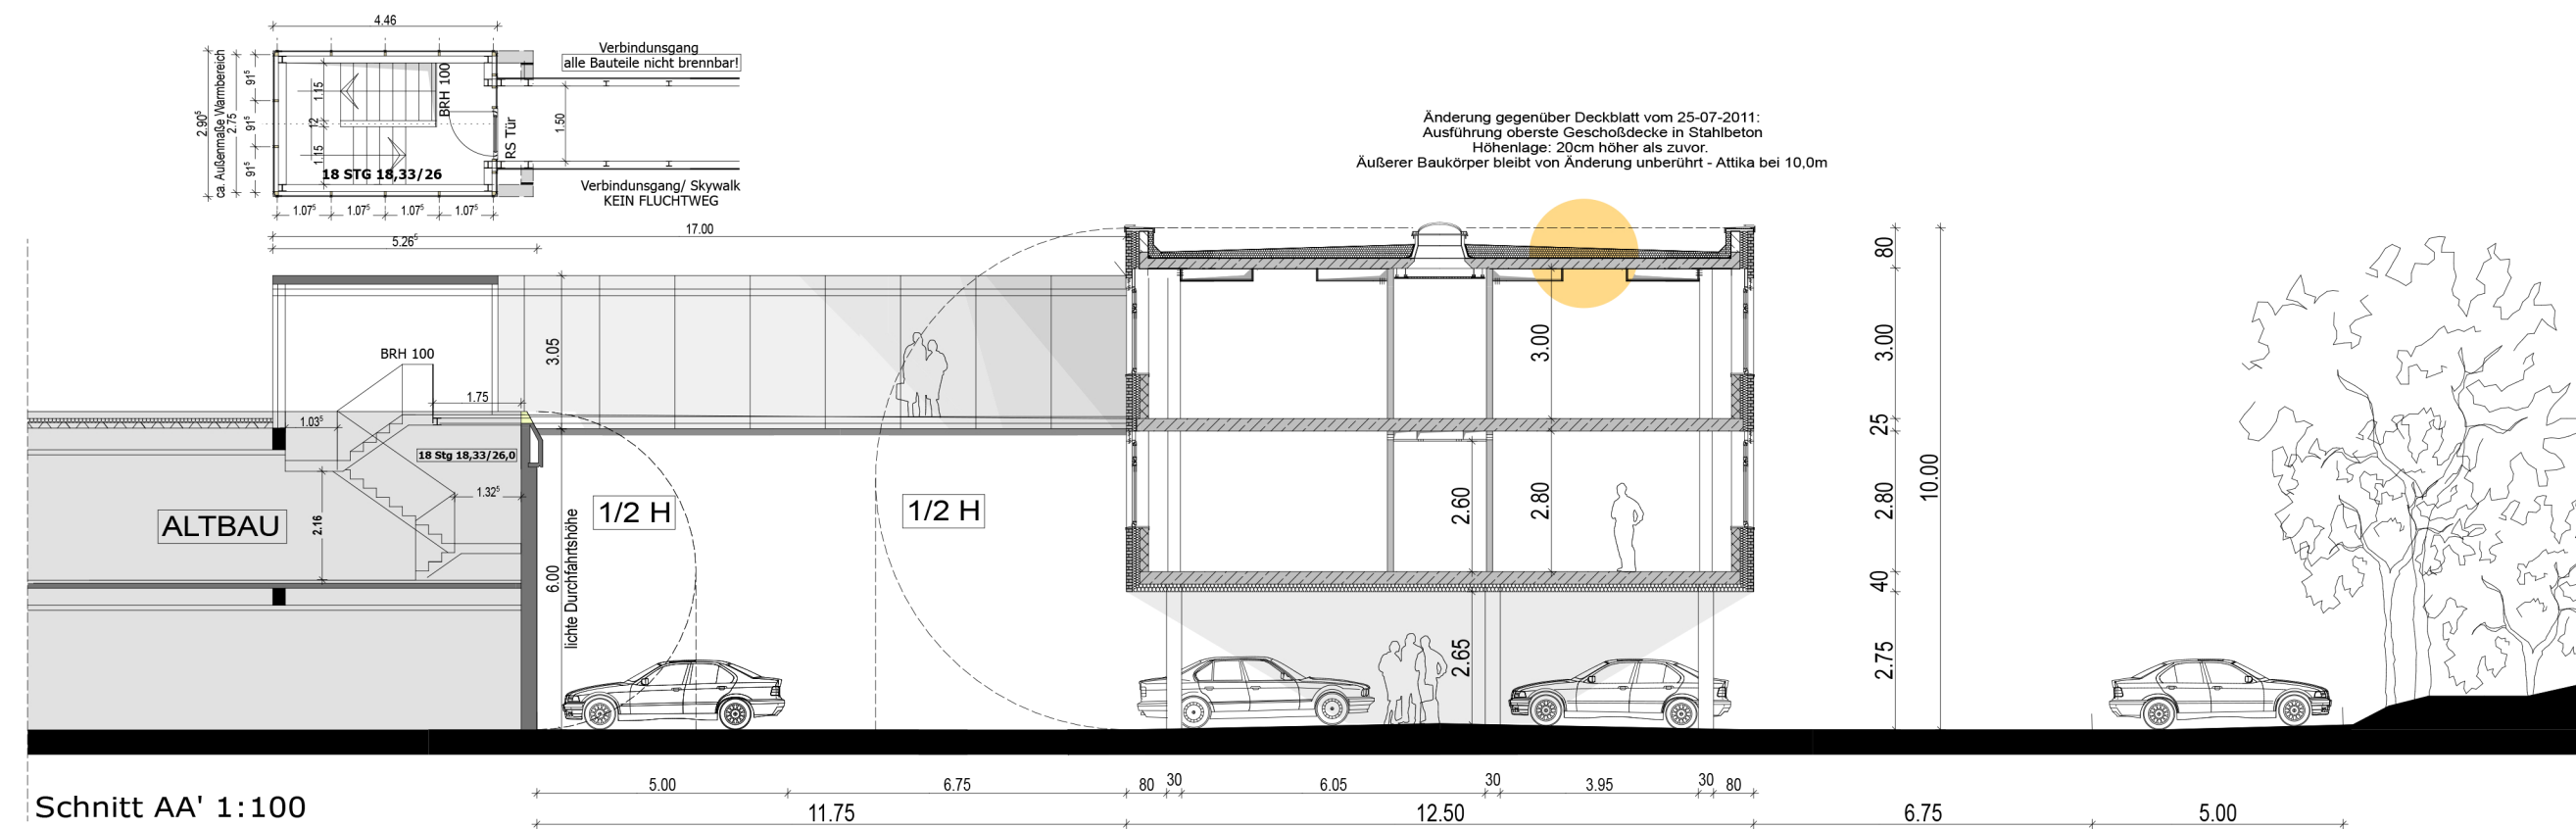 4.46
Verbindunsgang
alle Bauteile nicht brennbar!
2.90⁵
ca. Außenmaße Warmbereich
2.75
91⁵
91⁵
91⁵
1.15
12
1.15
BRH 100
RS Tür
1.50
18 STG 18,33/26
Verbindunsgang/ Skywalk
KEIN FLUCHTWEG
1.07⁵
1.07⁵
1.07⁵
1.07⁵
17.00
5.26⁵
Änderung gegenüber Deckblatt vom 25-07-2011:
Ausführung oberste Geschoßdecke in Stahlbeton
Höhenlage: 20cm höher als zuvor.
Äußerer Baukörper bleibt von Änderung unberührt - Attika bei 10,0m
BRH 100
1.75
1.03⁵
18 Stg 18,33/26,0
1.32⁵
2.16
ALTBAU
3.05
6.00
lichte Durchfahrtshöhe
1/2 H
1/2 H
3.00
2.60
2.80
2.65
80
3.00
25
2.80
40
2.75
10.00
5.00
6.75
80
30
6.05
30
3.95
30
80
11.75
12.50
6.75
5.00
Schnitt AA' 1:100